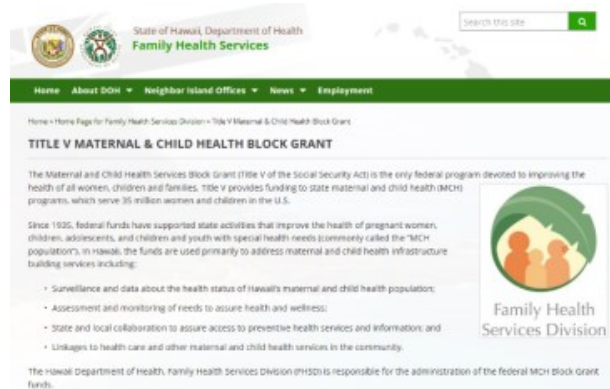 State of Hawaii, Department of Health
Family Health Services
Search this site
Home About DOH Neighbor Island Offices News Employment
Home » Home Page for Family Health Services Division » Title V Maternal & Child Health Block Grant
TITLE V MATERNAL & CHILD HEALTH BLOCK GRANT
The Maternal and Child Health Services Block Grant (Title V of the Social Security Act) is the only federal program devoted to improving the
health of all women, children and families. Title V provides funding to state maternal and child health (MCH)
programs, which serve 35 million women and children in the U.S.
Since 1935, federal funds have supported state activities that improve the health of pregnant women,
children, adolescents, and children and youth with special health needs (commonly called the "MCH
population"). In Hawaii, the funds are used primarily to address maternal and child health infrastructure
building services including:
• Surveillance and data about the health status of Hawaii's maternal and child health population;
• Assessment and monitoring of needs to assure health and wellness;
• State and local collaboration to assure access to preventive health services and information; and
• Linkages to health care and other maternal and child health services in the community.
Family Health
Services Division
The Hawaii Department of Health, Family Health Services Division (FHSD) is responsible for the administration of the federal MCH Block Grant
funds.